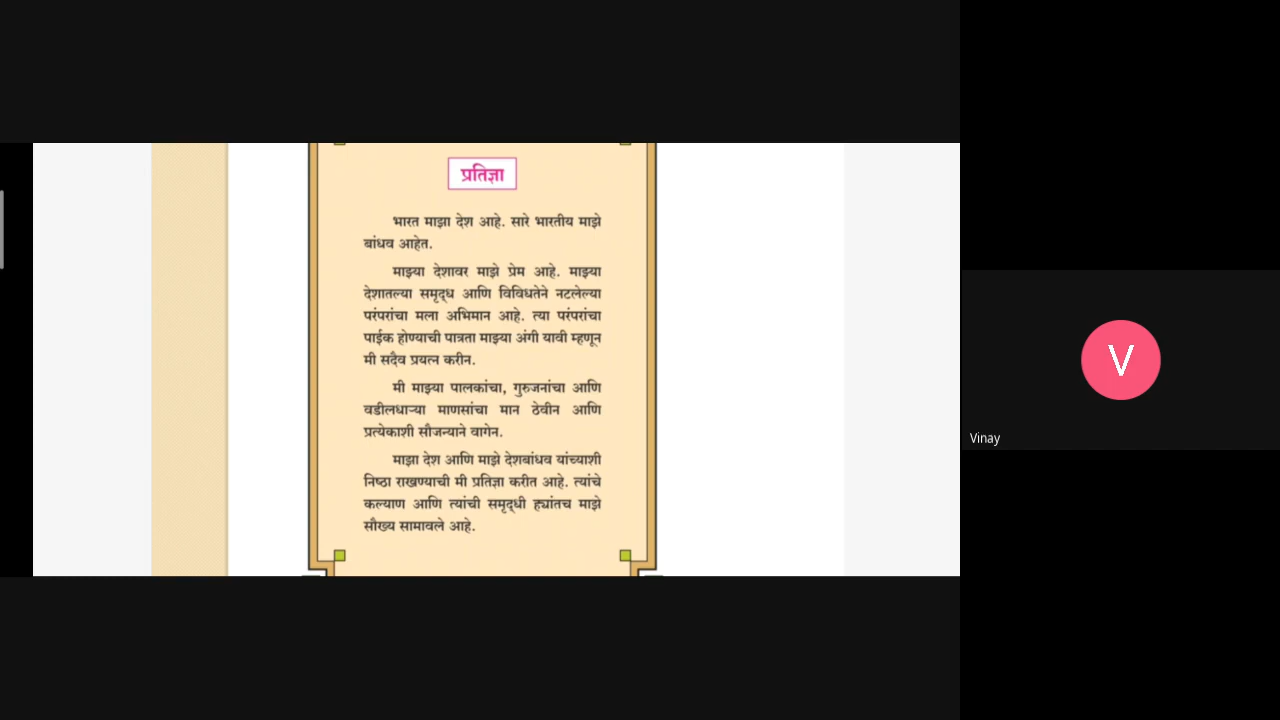 प्रतिज्ञा
भारत माझा देश आहे. सारे भारतीय माझे
बांधव आहेत.
माझ्या देशावर माझे प्रेम आहे. माझ्या
देशातल्या समृद्ध आणि विविधतेने नटलेल्या
परंपरांचा मला अभिमान आहे. त्या परंपरांचा
पाईक होण्याची पात्रता माझ्या अंगी यावी म्हणून
मी सदैव प्रयत्न करीन.
मी माझ्या पालकांचा, गुरुजनांचा आणि
वडीलधाऱ्या माणसांचा मान ठेवीन आणि
प्रत्येकाशी सौजन्याने वागेन.
माझा देश आणि माझे देशबांधव यांच्याशी
निष्ठा राखण्याची मी प्रतिज्ञा करीत आहे. त्यांचे
कल्याण आणि त्यांची समृद्धी ह्यांतच माझे
सौख्य सामावले आहे.
V
Vinay